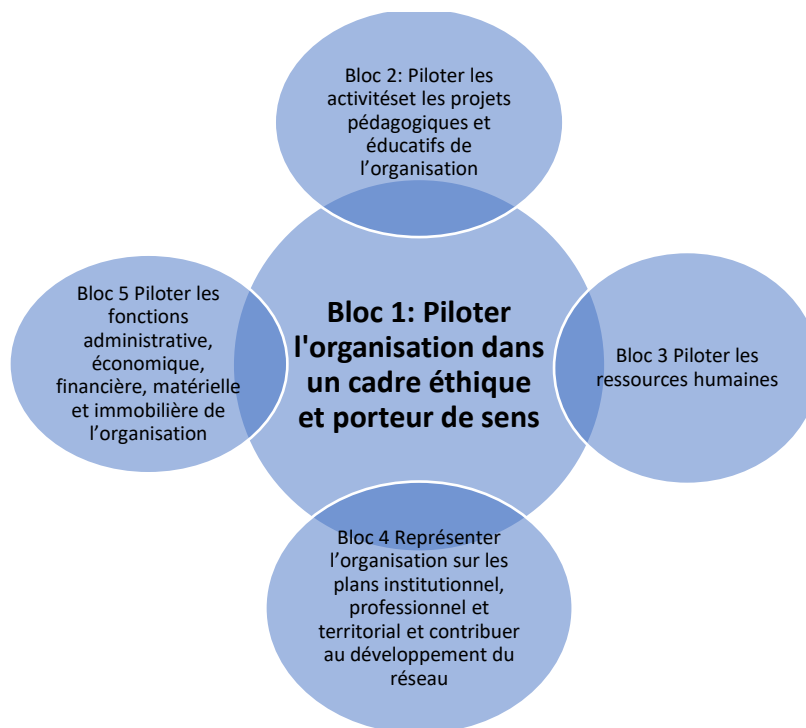 Bloc 2: Piloter les
activitéset les projets
pédagogiques et
éducatifs de
l'organisation
Bloc 1: Piloter
l'organisation dans
un cadre éthique
et porteur de sens
Bloc 5 Piloter les
fonctions
administrative,
économique,
financière, matérielle
et immobilière de
l'organisation
Bloc 3 Piloter les
ressources humaines
Bloc 4 Représenter
l'organisation sur les
plans institutionnel,
professionnel et
territorial et contribuer
au développement du
réseau